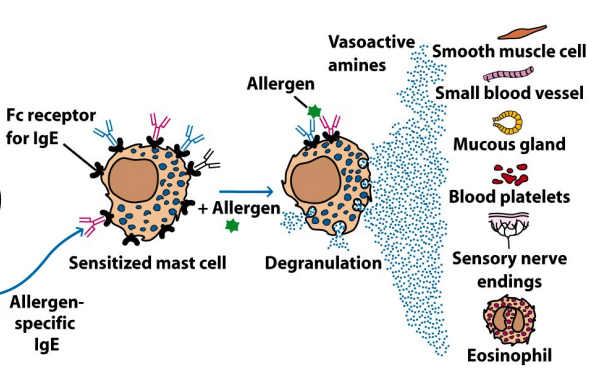 Vasoactive
amines
Allergen
Fc receptor
for IgE
+ Allergen
Sensitized mast cell
Degranulation
Allergen-
specific
IgE
Smooth muscle cell
Small blood vessel
Mucous gland
Blood platelets
Sensory nerve
endings
Eosinophil